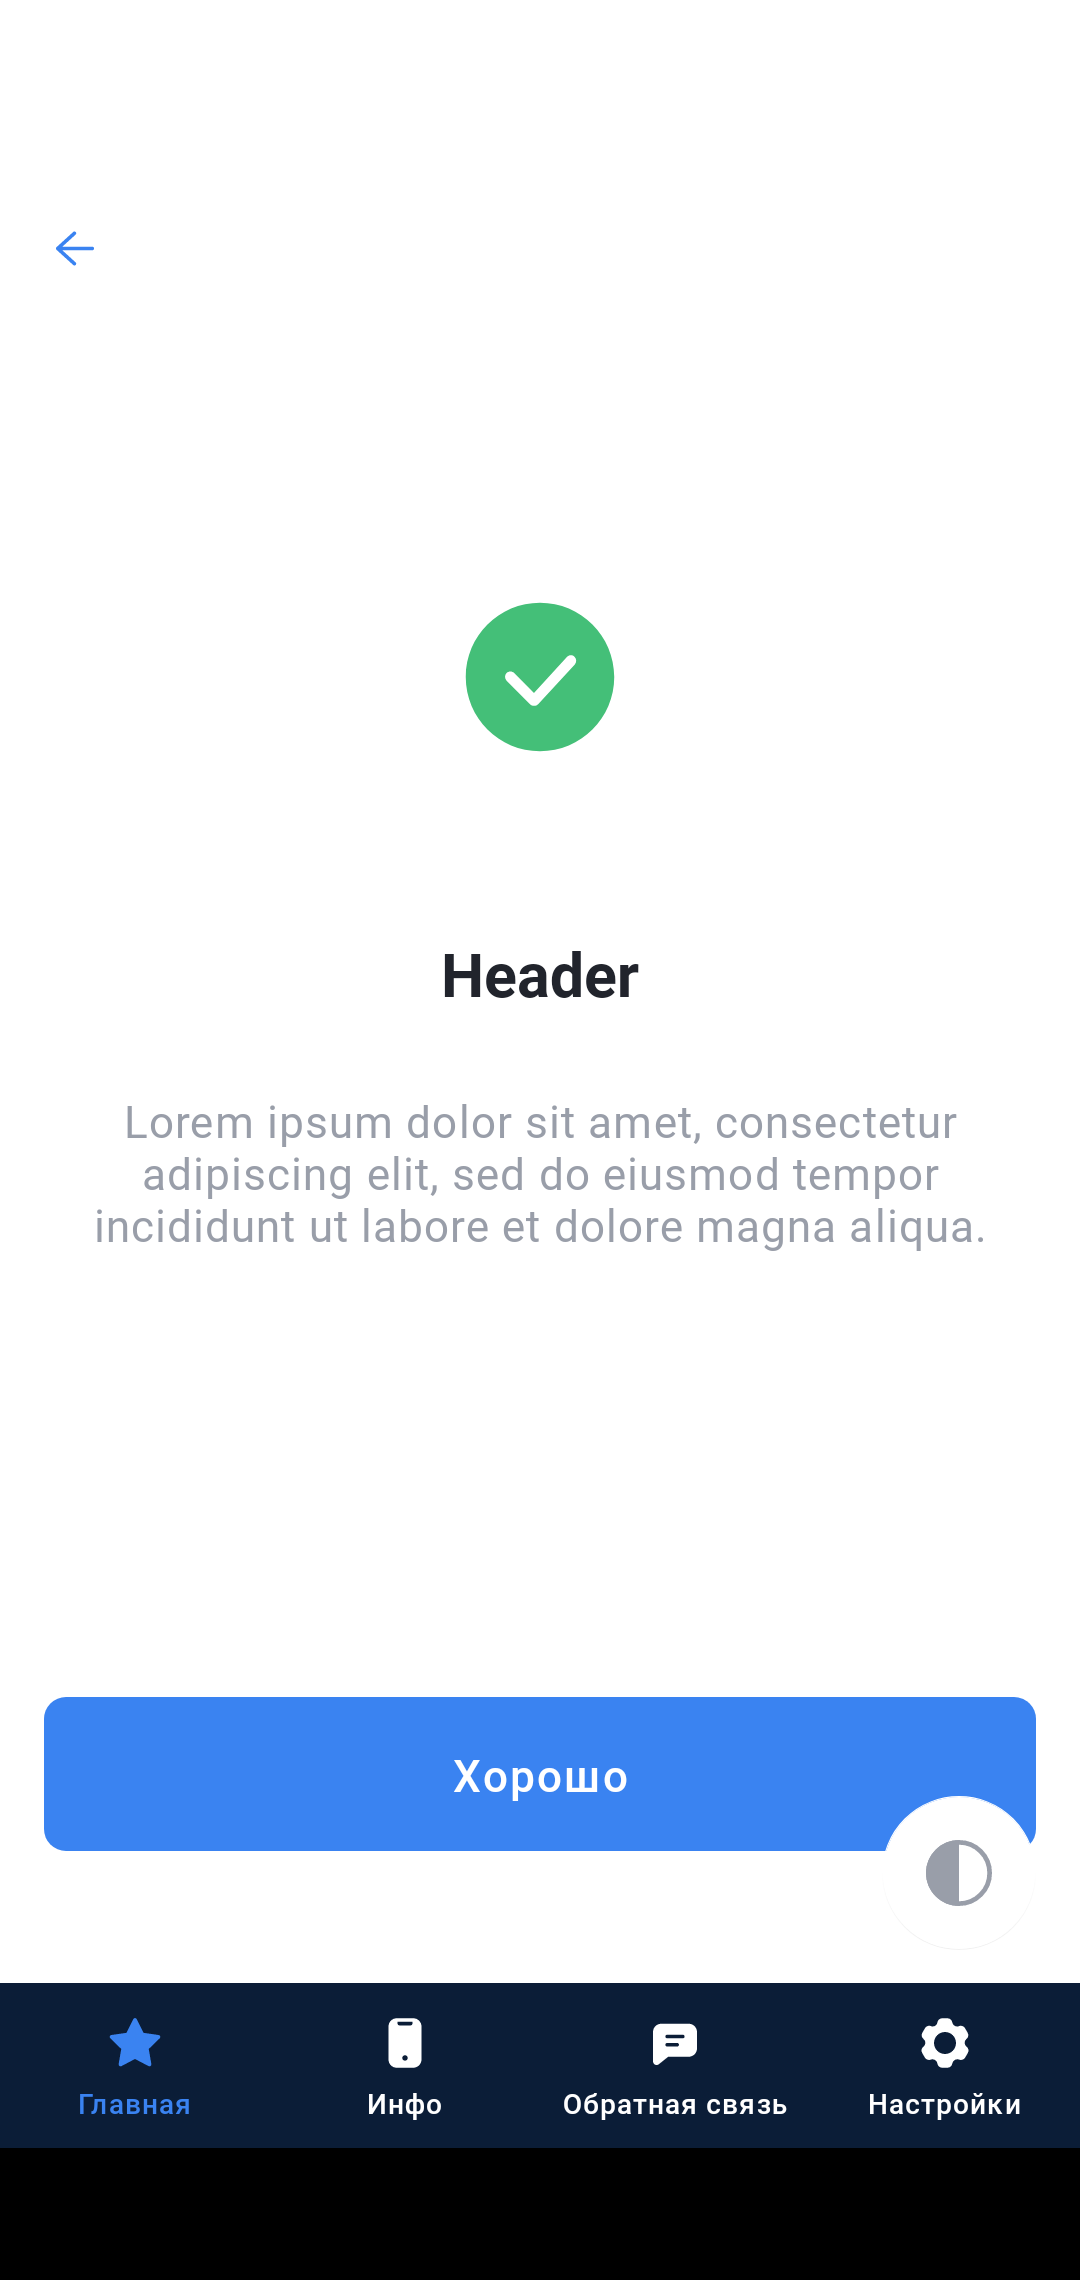 Header
Lorem ipsum dolor sit amet, consectetur
adipiscing elit, sed do eiusmod tempor
incididunt ut labore et dolore magna aliqua.
Хорошо
Главная
Инфо
Обратная связь
Настройки